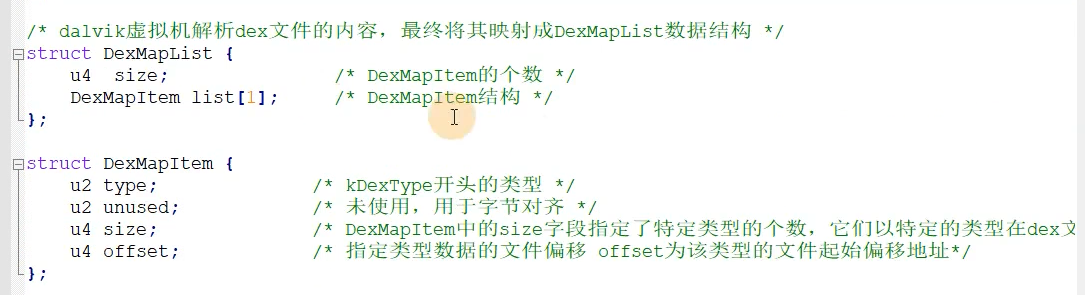 /* dalvik虚拟机解析dex文件的内容，最终将其映射成DexMapList数据结构 */
struct DexMapList {
u4 size; /* DexMapItem的个数 */
DexMapItem list[1]; /* DexMapItem结构 */
};
struct DexMapItem {
u2 type; /* kDexType开头的类型 */
u2 unused; /* 未使用，用于字节对齐 */
u4 size; /* DexMapItem中的size字段指定了特定类型的个数，它们以特定的类型在dex文
u4 offset; /* 指定类型数据的文件偏移 offset为该类型的文件起始偏移地址*/
};